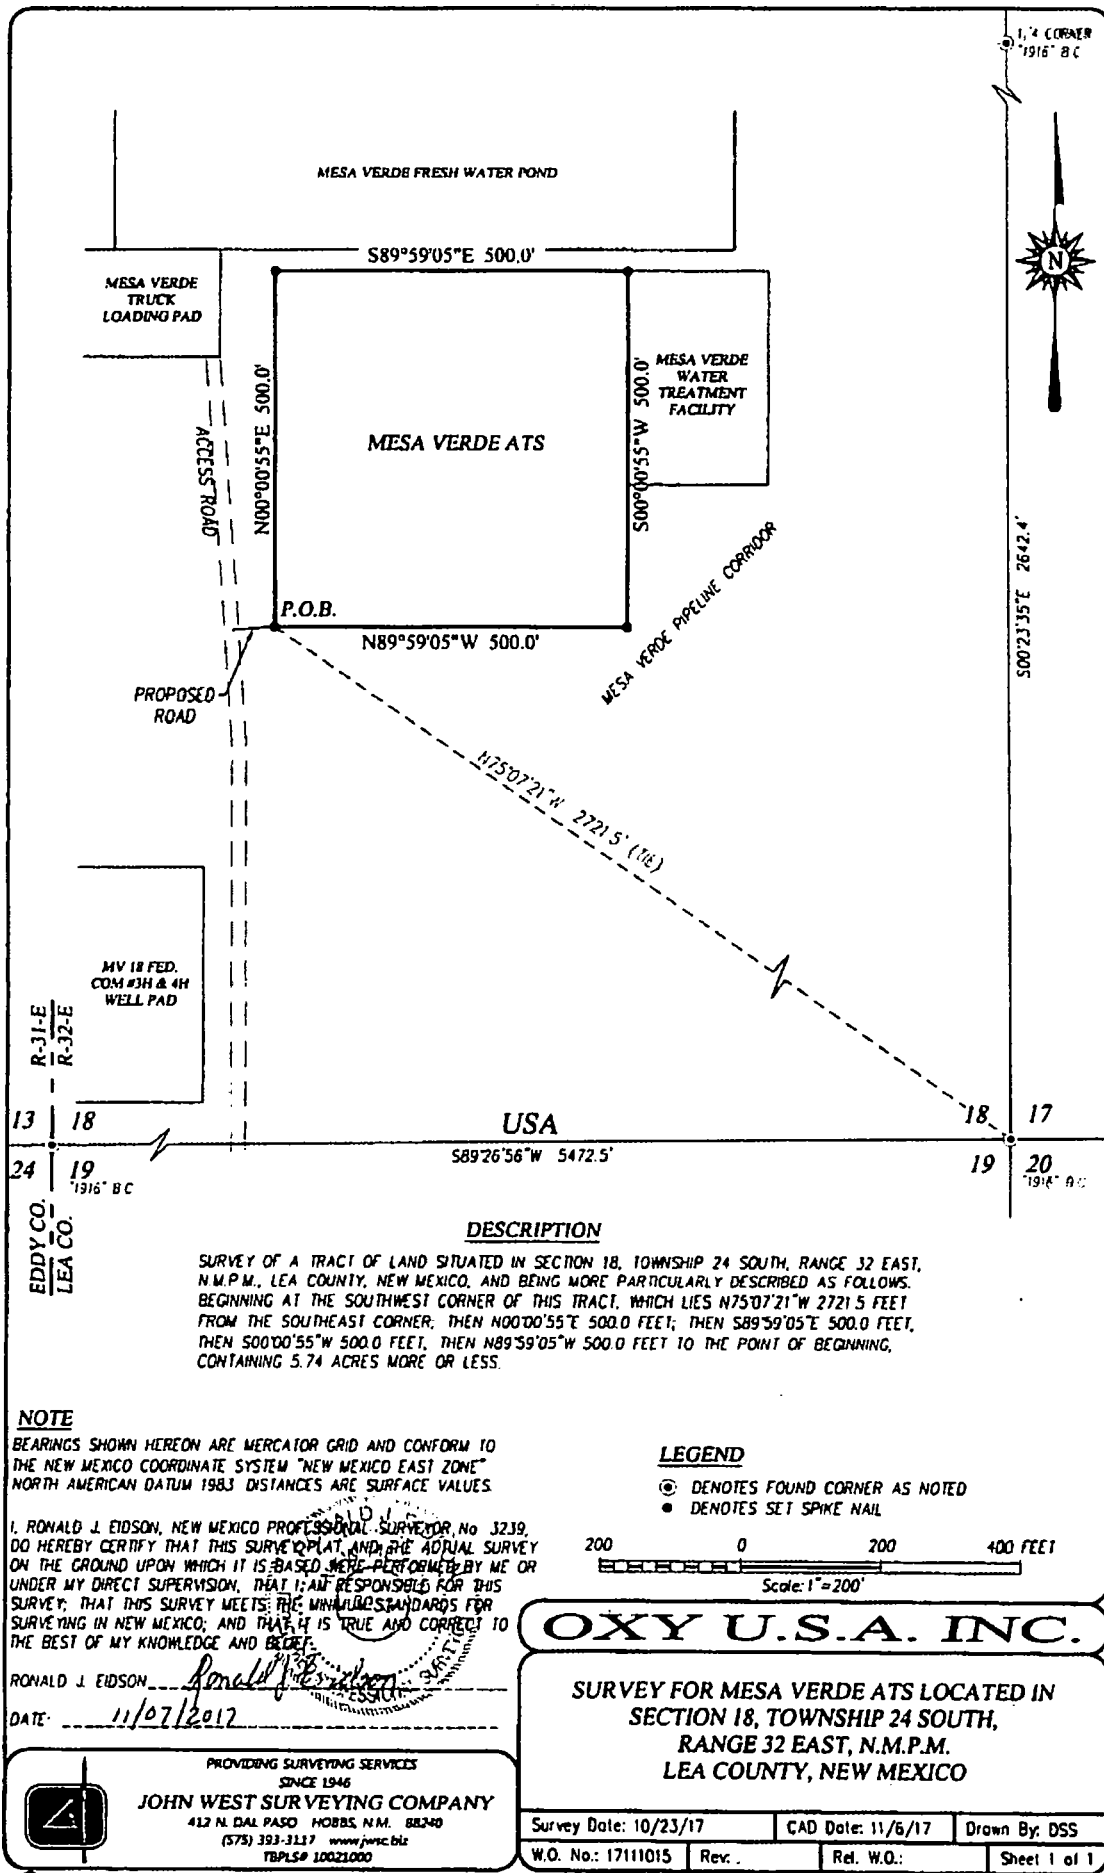 1/4 CORNER
"1916" B C
MESA VERDE FRESH WATER POND
S89°59'05"E 500.0'
MESA VERDE
TRUCK
LOADING PAD
N
MESA VERDE
WATER
TREATMENT
FACILITY
N00°00'55"E 500.0'
S00°00'55"W 500.0'
MESA VERDE ATS
ACCESS ROAD
S00°23'35"E 2642.4'
MESA VERDE PIPELINE CORRIDOR
P.O.B.
N89°59'05"W 500.0'
PROPOSED
ROAD
N75°07'21"W 2721.5' (TIE)
MV 18 FED.
COM #3H & 4H
WELL PAD
R-31-E
R-32-E
13 18
USA
18 17
S89°26'56"W 5472.5'
24 19
"1916" B C
19 20
"1916" B C
EDDY CO.
LEA CO.
DESCRIPTION
SURVEY OF A TRACT OF LAND SITUATED IN SECTION 18, TOWNSHIP 24 SOUTH, RANGE 32 EAST,
N.M.P.M., LEA COUNTY, NEW MEXICO, AND BEING MORE PARTICULARLY DESCRIBED AS FOLLOWS.
BEGINNING AT THE SOUTHWEST CORNER OF THIS TRACT, WHICH LIES N75°07'21"W 2721.5 FEET
FROM THE SOUTHEAST CORNER; THEN N00°00'55"E 500.0 FEET; THEN S89°59'05"E 500.0 FEET,
THEN S00°00'55"W 500.0 FEET, THEN N89°59'05"W 500.0 FEET TO THE POINT OF BEGINNING,
CONTAINING 5.74 ACRES MORE OR LESS.
NOTE
BEARINGS SHOWN HEREON ARE MERCATOR GRID AND CONFORM TO
THE NEW MEXICO COORDINATE SYSTEM "NEW MEXICO EAST ZONE"
NORTH AMERICAN DATUM 1983 DISTANCES ARE SURFACE VALUES.
LEGEND
DENOTES FOUND CORNER AS NOTED
DENOTES SET SPIKE NAIL
I, RONALD J. EIDSON, NEW MEXICO PROFESSIONAL SURVEYOR, No 3239,
DO HEREBY CERTIFY THAT THIS SURVEY PLAT AND THE ACTUAL SURVEY
ON THE GROUND UPON WHICH IT IS BASED WERE PERFORMED BY ME OR
UNDER MY DIRECT SUPERVISION, THAT I AM RESPONSIBLE FOR THIS
SURVEY; THAT THIS SURVEY MEETS THE MINIMUM STANDARDS FOR
SURVEYING IN NEW MEXICO; AND THAT IT IS TRUE AND CORRECT TO
THE BEST OF MY KNOWLEDGE AND BELIEF.
200 0 200 400 FEET
Scale: 1"=200'
RONALD J. EIDSON Ronald J. Eidson
DATE: 11/07/2017
OXY U.S.A. INC.
SURVEY FOR MESA VERDE ATS LOCATED IN
SECTION 18, TOWNSHIP 24 SOUTH,
RANGE 32 EAST, N.M.P.M.
LEA COUNTY, NEW MEXICO
PROVIDING SURVEYING SERVICES
SINCE 1946
JOHN WEST SURVEYING COMPANY
412 N. DAL PASO HOBBS, N.M. 88240
(575) 393-3117 www.jwsc.biz
TBPLS# 10021000
Survey Date: 10/23/17 CAD Date: 11/6/17 Drawn By: DSS
W.O. No.: 17111015 Rev: . Rel. W.O.: Sheet 1 of 1